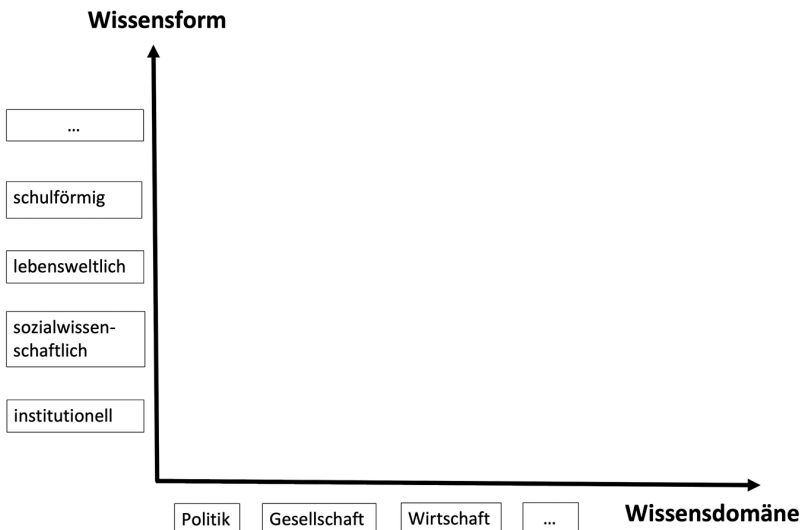 Wissensform
...
schulförmig
lebensweltlich
sozialwissen-
schaftlich
institutionell
Politik
Gesellschaft
Wirtschaft
...
Wissensdomäne